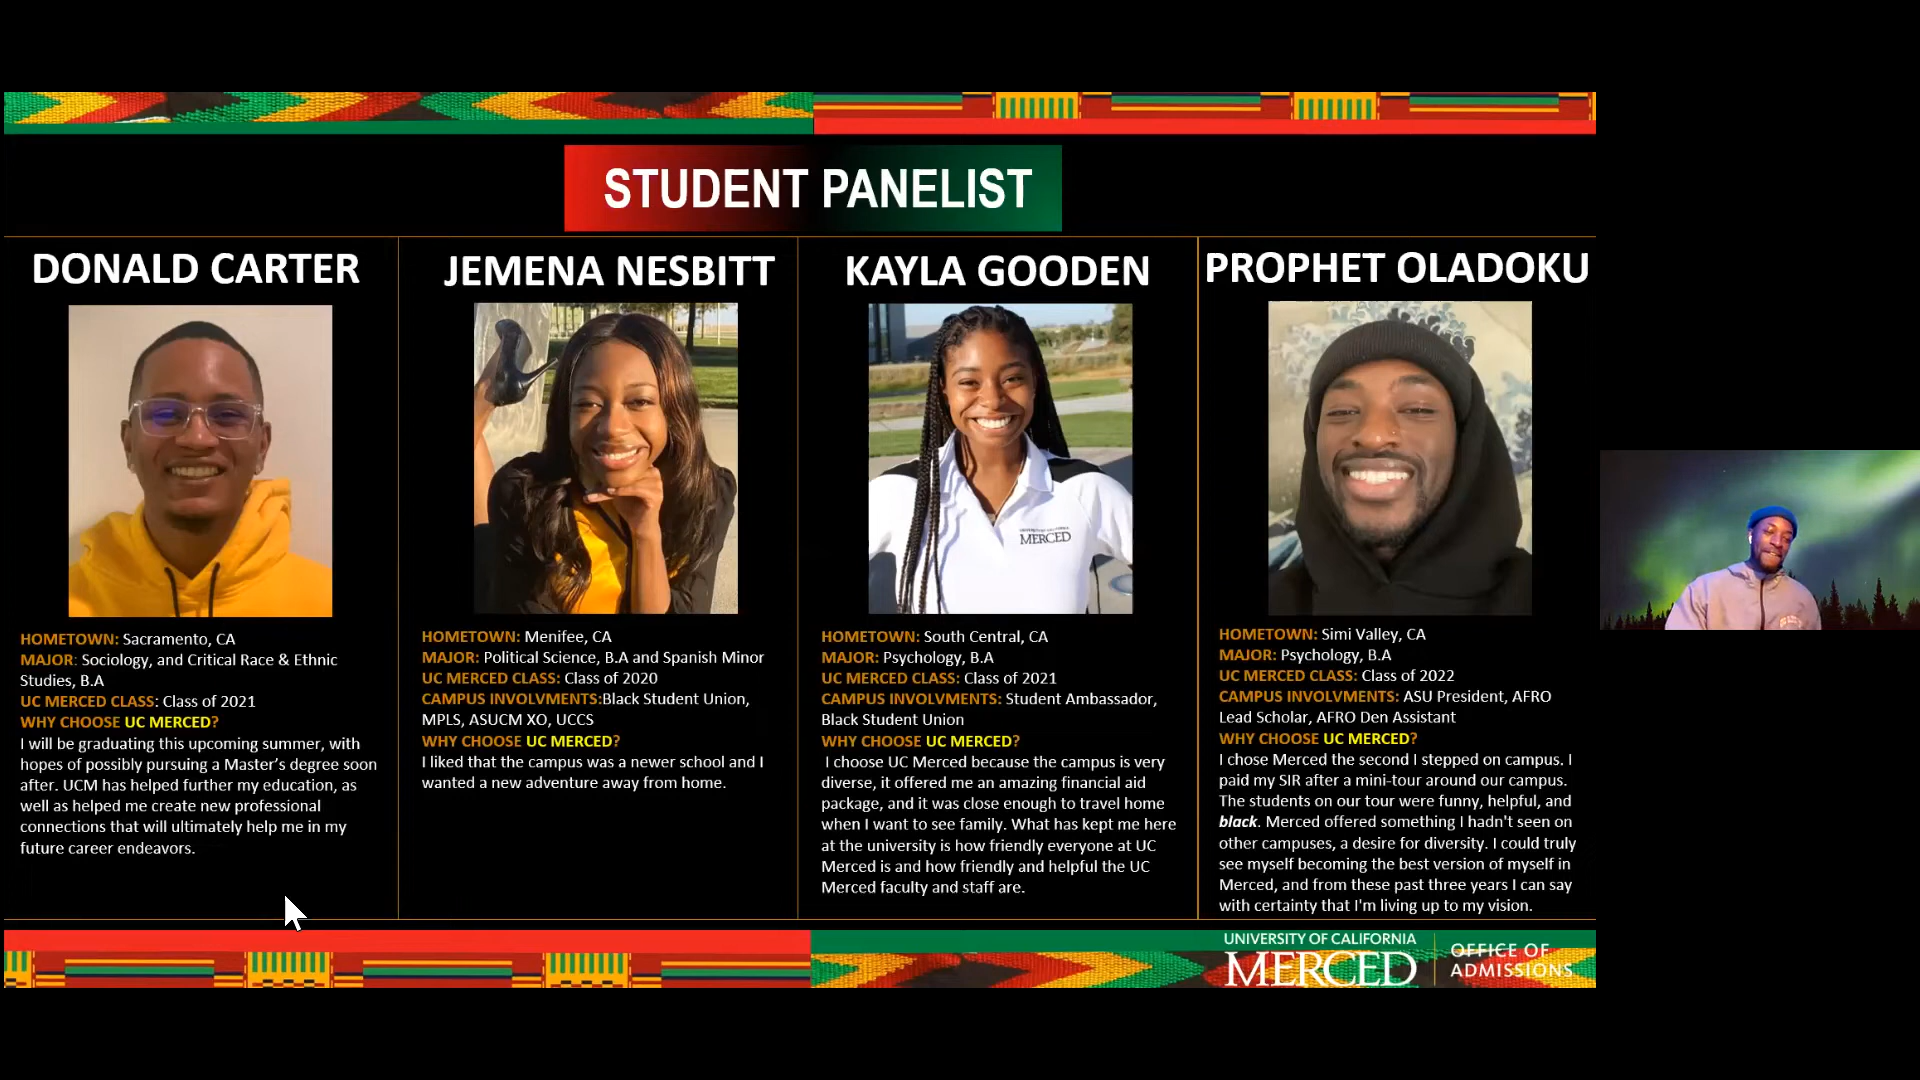 STUDENT PANELIST
DONALD CARTER
HOMETOWN: Sacramento, CA
MAJOR: Sociology, and Critical Race & Ethnic
Studies, B.A
UC MERCED CLASS: Class of 2021
WHY CHOOSE UC MERCED?
I will be graduating this upcoming summer, with
hopes of possibly pursuing a Master's degree soon
after. UCM has helped further my education, as
well as helped me create new professional
connections that will ultimately help me in my
future career endeavors.
JEMENA NESBITT
HOMETOWN: Menifee, CA
MAJOR: Political Science, B.A and Spanish Minor
UC MERCED CLASS: Class of 2020
CAMPUS INVOLVMENTS:Black Student Union,
MPLS, ASUCM XO, UCCS
WHY CHOOSE UC MERCED?
I liked that the campus was a newer school and I
wanted a new adventure away from home.
KAYLA GOODEN
MERCED
HOMETOWN: South Central, CA
MAJOR: Psychology, B.A
UC MERCED CLASS: Class of 2021
CAMPUS INVOLVMENTS: Student Ambassador,
Black Student Union
WHY CHOOSE UC MERCED?
I choose UC Merced because the campus is very
diverse, it offered me an amazing financial aid
package, and it was close enough to travel home
when I want to see family. What has kept me here
at the university is how friendly everyone at UC
Merced is and how friendly and helpful the UC
Merced faculty and staff are.
PROPHET OLADOKU
HOMETOWN: Simi Valley, CA
MAJOR: Psychology, B.A
UC MERCED CLASS: Class of 2022
CAMPUS INVOLVMENTS: ASU President, AFRO
Lead Scholar, AFRO Den Assistant
WHY CHOOSE UC MERCED?
I chose Merced the second I stepped on campus. I
paid my SIR after a mini-tour around our campus.
The students on our tour were funny, helpful, and
black. Merced offered something I hadn't seen on
other campuses, a desire for diversity. I could truly
see myself becoming the best version of myself in
Merced, and from these past three years I can say
with certainty that I'm living up to my vision.
UNIVERSITY OF CALIFORNIA
MERCED
OFFICE OF
ADMISSIONS